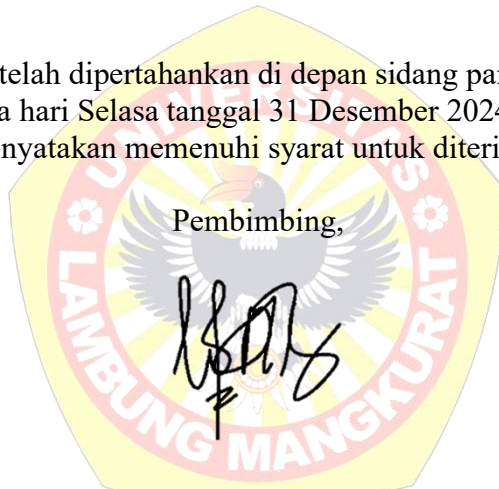 telah dipertahankan di depan sidang pan
a hari Selasa tanggal 31 Desember 2024
nyatakan memenuhi syarat untuk diteri
Pembimbing,
UNIVERSITAS
LAMBUNG MANGKURAT